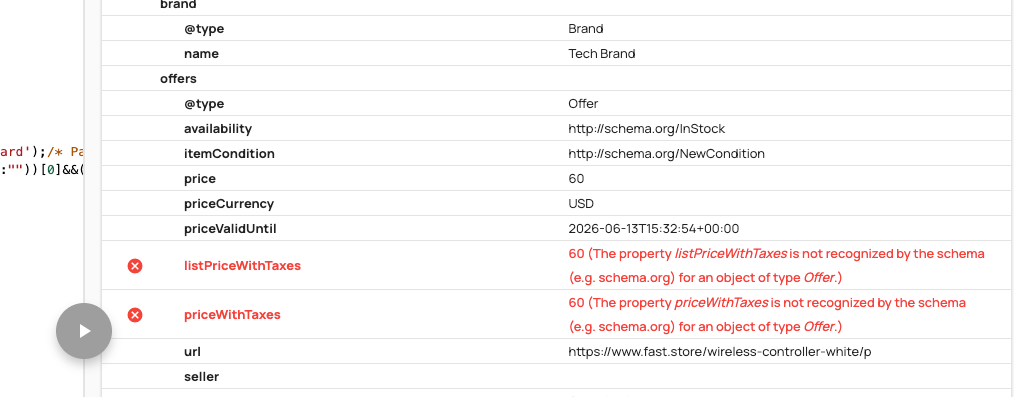 brand
@type Brand
name Tech Brand
offers
@type Offer
availability http://schema.org/InStock
ard');/* Pa
itemCondition http://schema.org/NewCondition
:""))[0]&&(
price 60
priceCurrency USD
priceValidUntil 2026-06-13T15:32:54+00:00
listPriceWithTaxes 60 (The property listPriceWithTaxes is not recognized by the schema
(e.g. schema.org) for an object of type Offer.)
priceWithTaxes 60 (The property priceWithTaxes is not recognized by the schema
(e.g. schema.org) for an object of type Offer.)
url https://www.fast.store/wireless-controller-white/p
seller